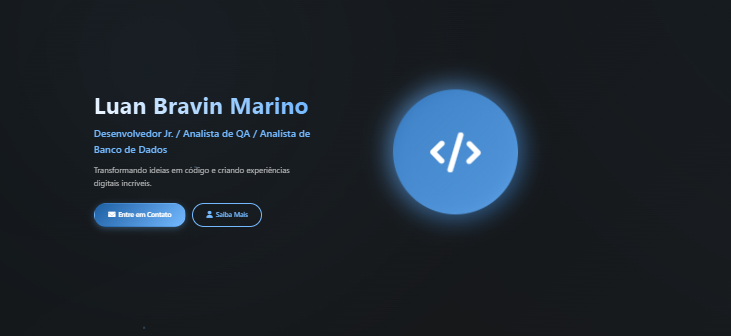 Luan Bravin Marino
Desenvolvedor Jr. / Analista de QA / Analista de
Banco de Dados
Transformando ideias em código e criando experiências
digitais incríveis.
Entre em Contato
Saiba Mais